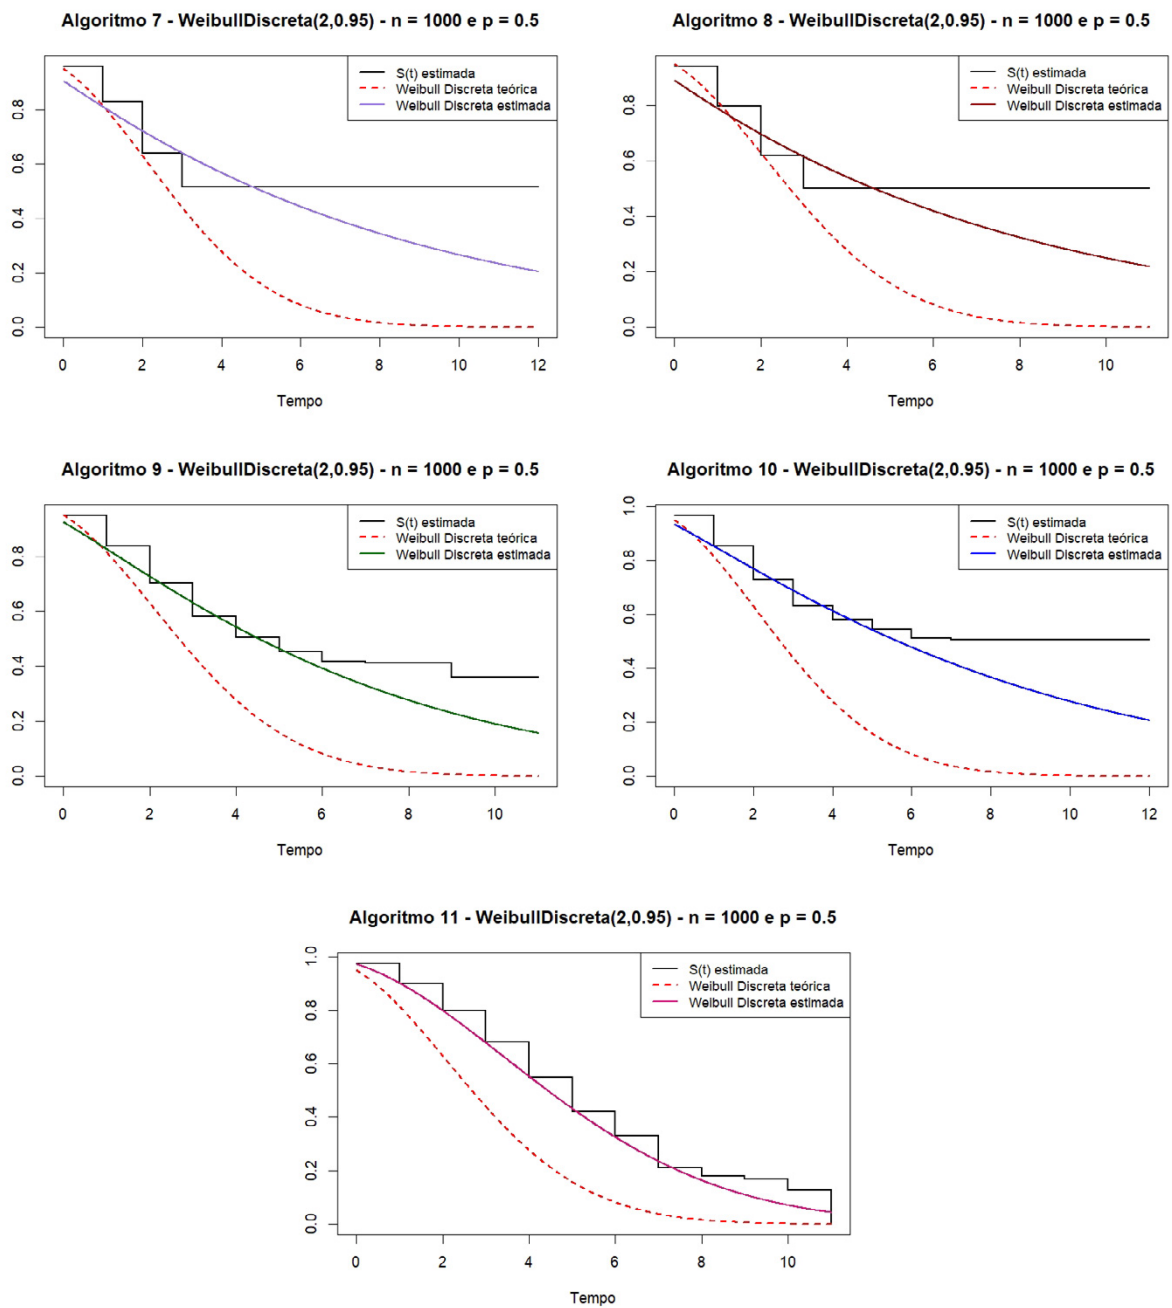 Algoritmo 7 - WeibullDiscreta(2,0.95) - n = 1000 e p = 0.5
S(t) estimada
Weibull Discreta teórica
Weibull Discreta estimada
0.8
0.6
0.4
0.2
0.0
0 2 4 6 8 10 12
Tempo
Algoritmo 8 - WeibullDiscreta(2,0.95) - n = 1000 e p = 0.5
S(t) estimada
Weibull Discreta teórica
Weibull Discreta estimada
0.8
0.6
0.4
0.2
0.0
0 2 4 6 8 10
Tempo
Algoritmo 9 - WeibullDiscreta(2,0.95) - n = 1000 e p = 0.5
S(t) estimada
Weibull Discreta teórica
Weibull Discreta estimada
0.8
0.6
0.4
0.2
0.0
0 2 4 6 8 10
Tempo
Algoritmo 10 - WeibullDiscreta(2,0.95) - n = 1000 e p = 0.5
S(t) estimada
Weibull Discreta teórica
Weibull Discreta estimada
1.0
0.8
0.6
0.4
0.2
0.0
0 2 4 6 8 10 12
Tempo
Algoritmo 11 - WeibullDiscreta(2,0.95) - n = 1000 e p = 0.5
S(t) estimada
Weibull Discreta teórica
Weibull Discreta estimada
1.0
0.8
0.6
0.4
0.2
0.0
0 2 4 6 8 10
Tempo